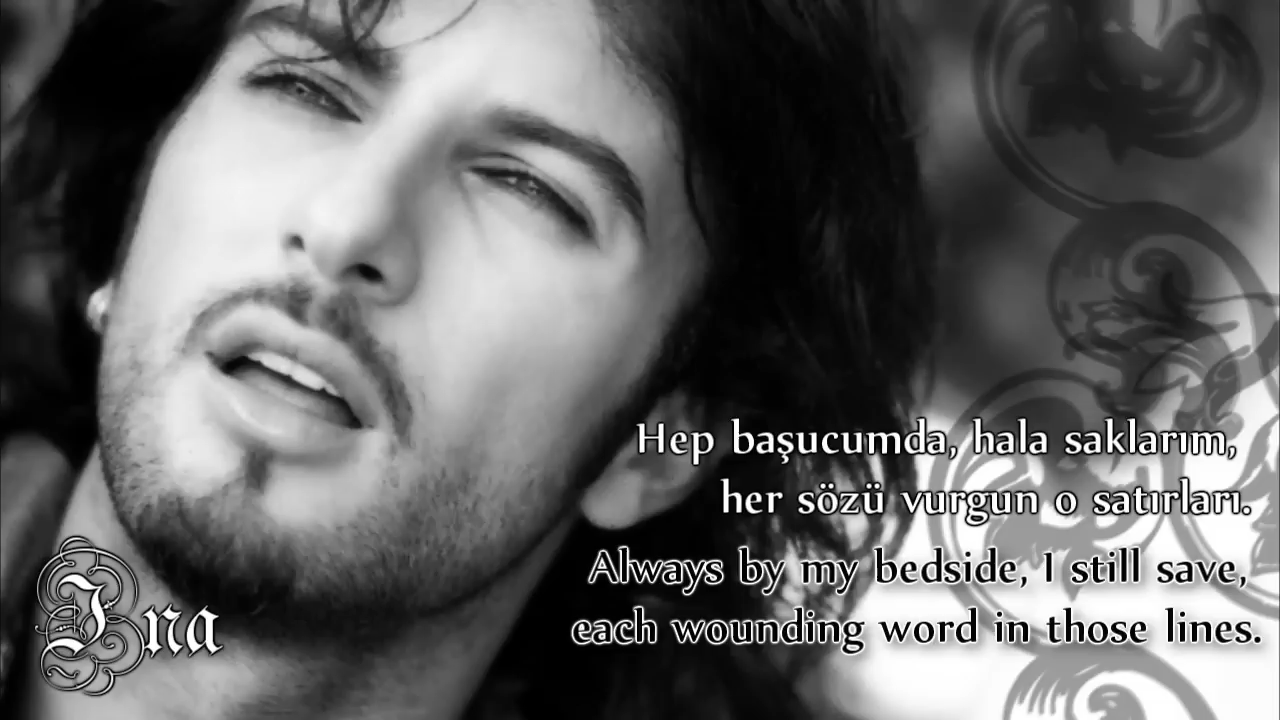 Hep başucumda, hala saklarım,
her sözü vurgun o satırları.
Always by my bedside, I still save,
each wounding word in those lines.
Ina